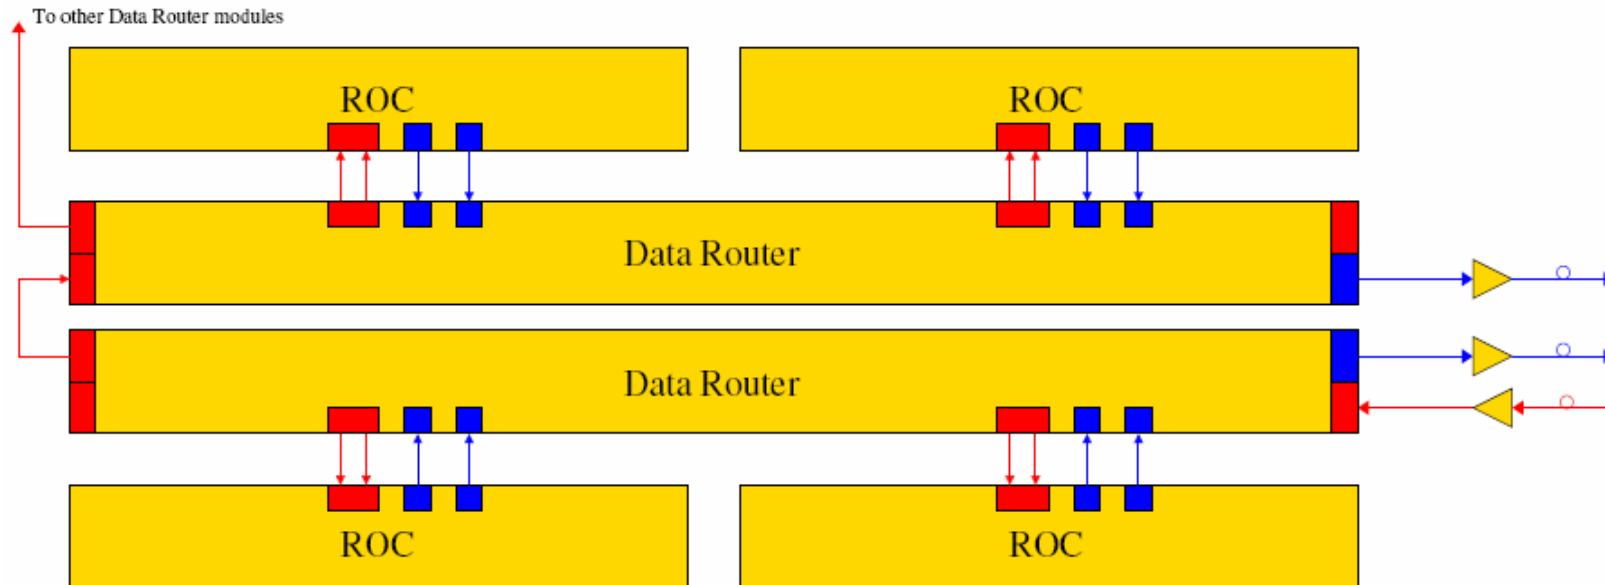 To other Data Router modules
ROC
ROC
Data Router
Data Router
ROC
ROC